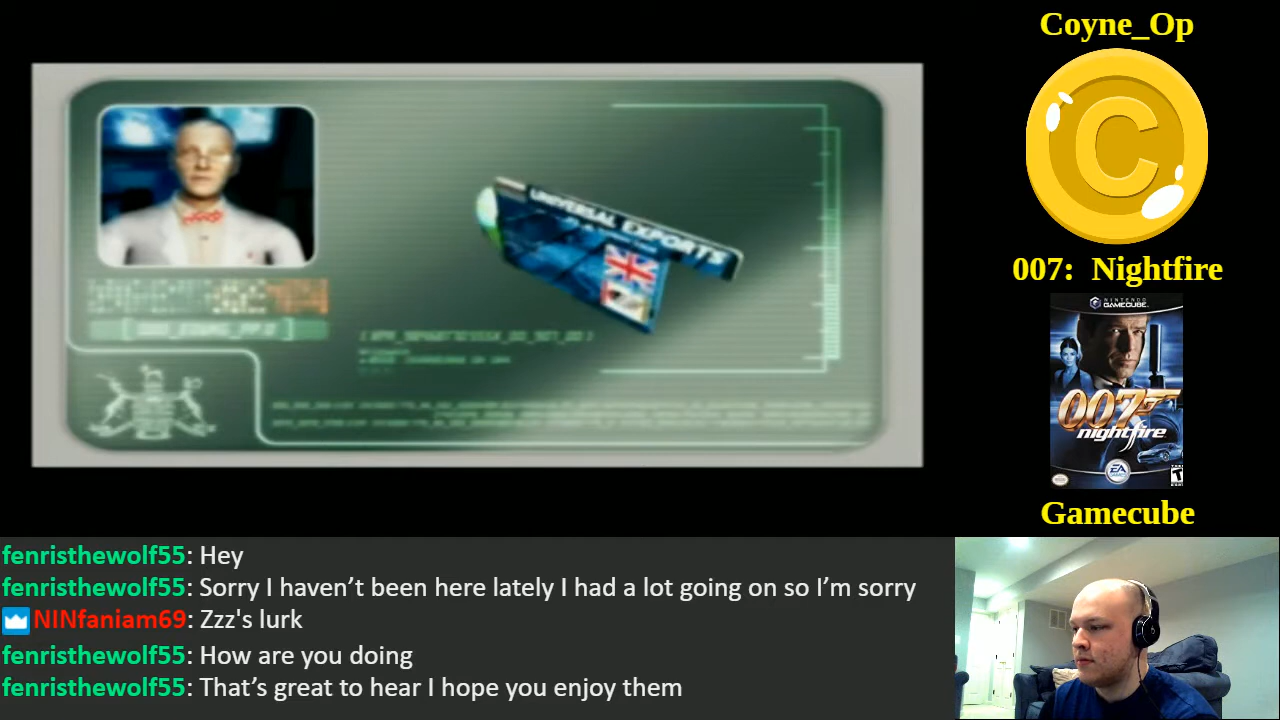 Coyne_Op
C
007: Nightfire
NINTENDO
GAMECUBE
007
nightfire
EA
GAMES
T
Gamecube
UNIVERSAL EXPORTS
fenristhewolf55: Hey
fenristhewolf55: Sorry I haven’t been here lately I had a lot going on so I’m sorry
NINfaniam69: Zzz's lurk
fenristhewolf55: How are you doing
fenristhewolf55: That’s great to hear I hope you enjoy them